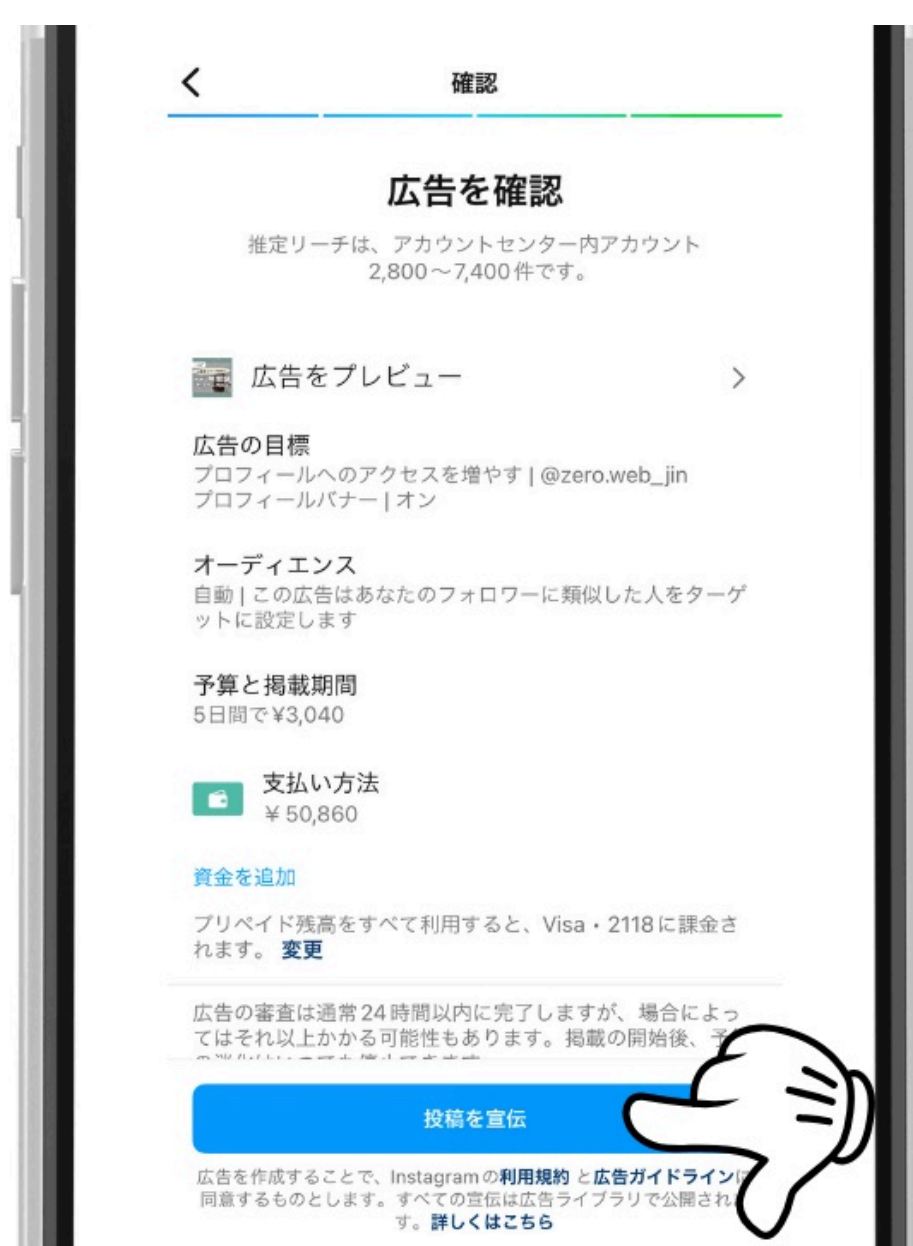 確認
広告を確認
推定リーチは、アカウントセンター内アカウント
2,800～7,400件です。
広告をプレビュー
広告の目標
プロフィールへのアクセスを増やす | @zero.web_jin
プロフィールバナー | オン
オーディエンス
自動 | この広告はあなたのフォロワーに類似した人をターゲ
ットに設定します
予算と掲載期間
5日間で¥3,040
支払い方法
¥ 50,860
資金を追加
プリペイド残高をすべて利用すると、Visa・2118に課金さ
れます。 変更
広告の審査は通常24時間以内に完了しますが、場合によっ
てはそれ以上かかる可能性もあります。掲載の開始後、
投稿を宣伝
広告を作成することで、Instagramの利用規約 と広告ガイドライン
同意するものとします。すべての宣伝は広告ライブラリで公開され
す。詳しくはこちら